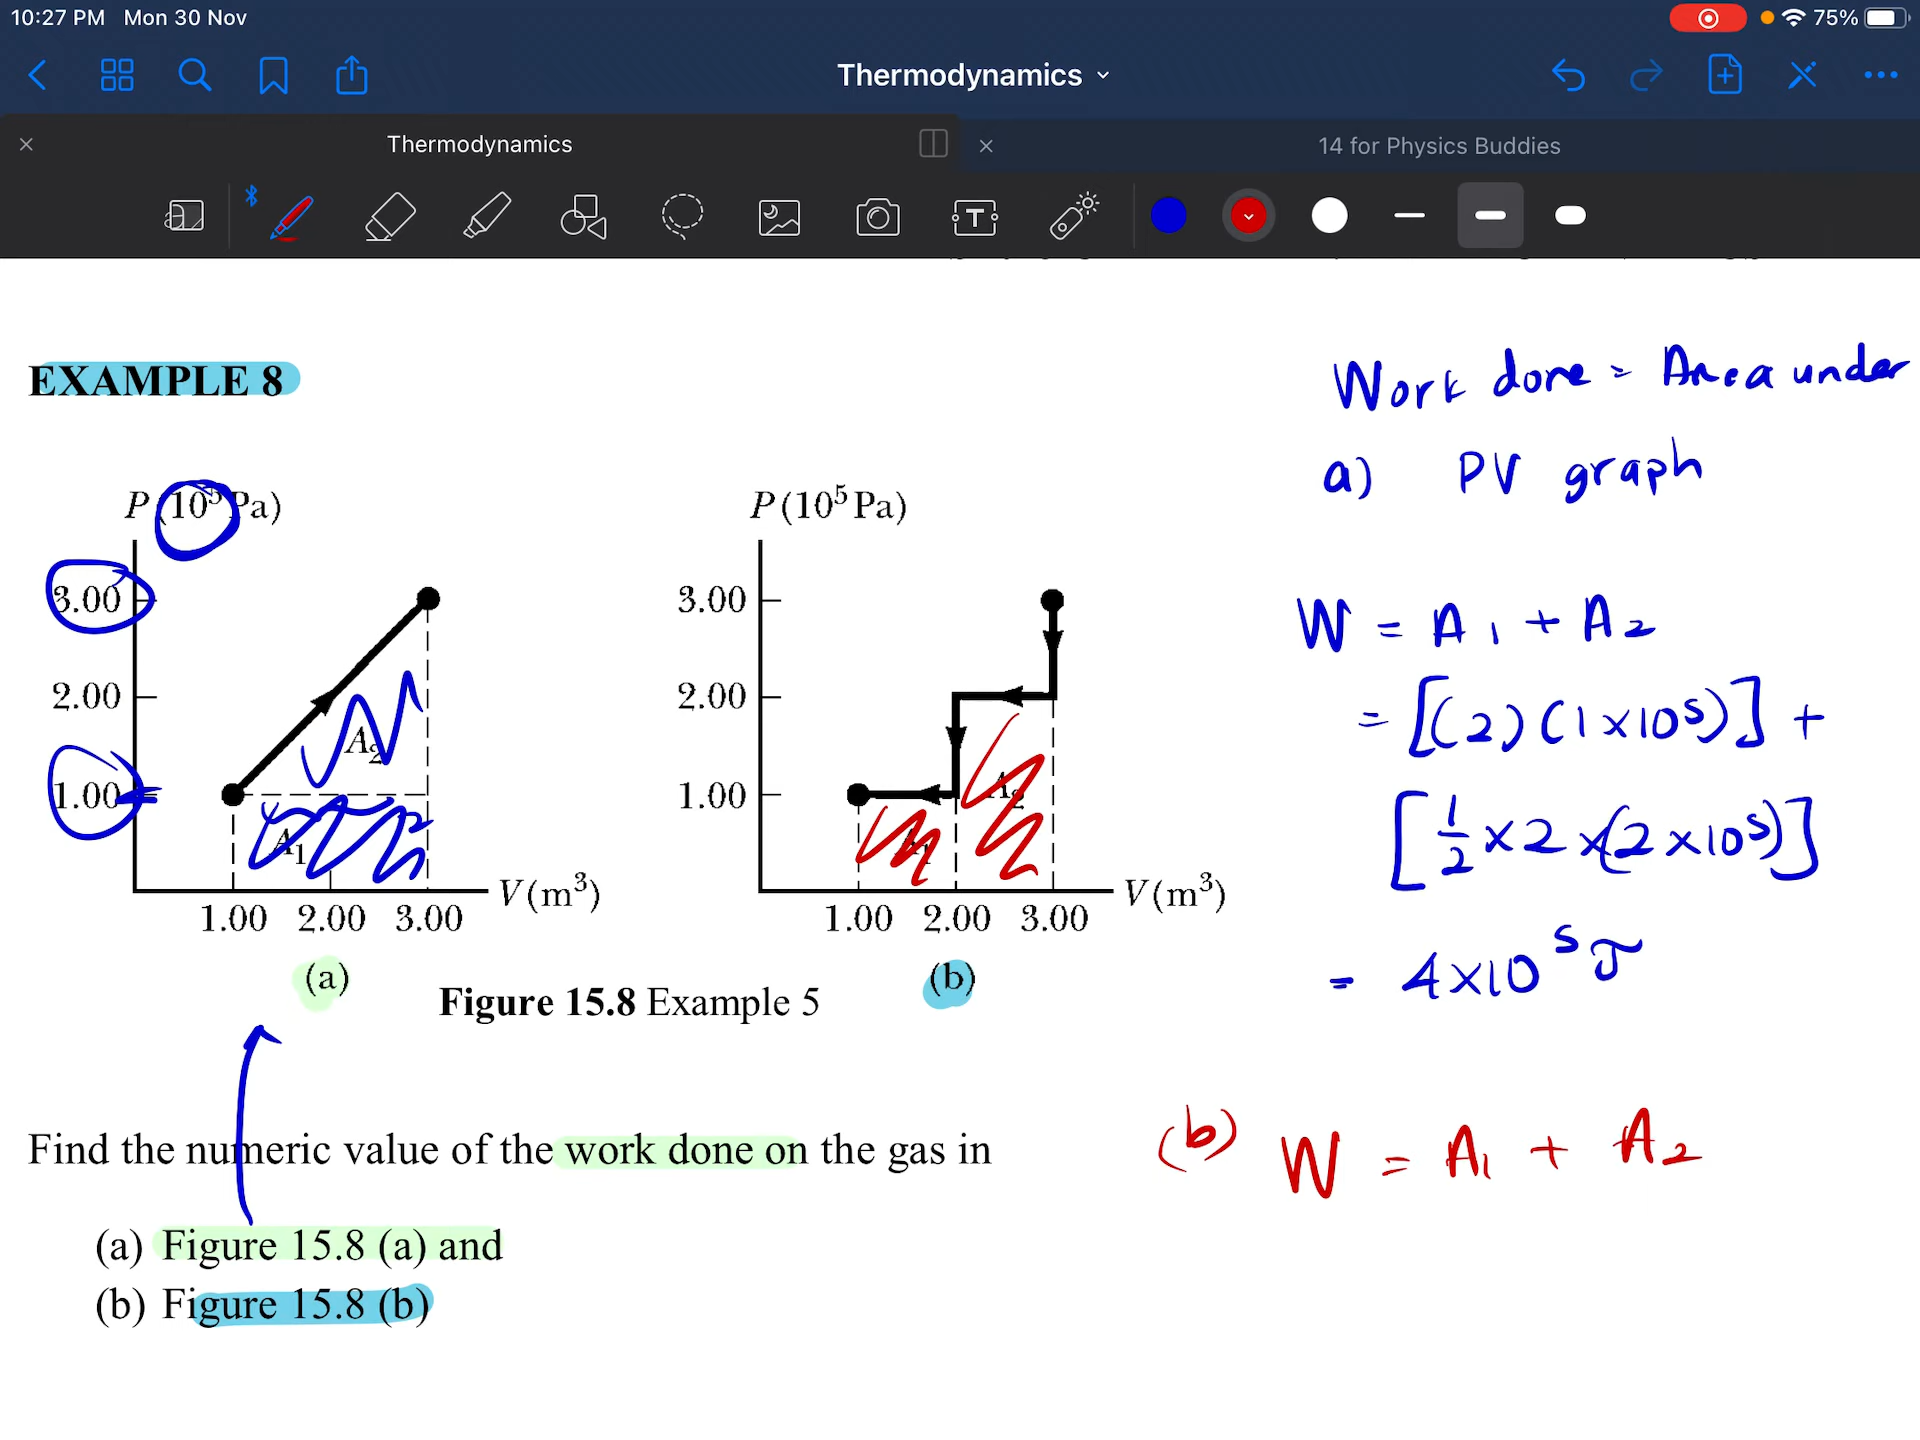 10:27 PM Mon 30 Nov
75%
Thermodynamics
Thermodynamics
14 for Physics Buddies
EXAMPLE 8
Work done = Area under
a) PV graph
P (10⁵ Pa)
3.00
2.00
1.00
A₂
A₁
V(m³)
1.00 2.00 3.00
(a)
P (10⁵ Pa)
3.00
2.00
1.00
A₂
A₁
V(m³)
1.00 2.00 3.00
(b)
Figure 15.8 Example 5
W = A₁ + A₂
= [(2)(1×10⁵)] +
[½ × 2 × (2×10⁵)]
= 4×10⁵ J
Find the numeric value of the work done on the gas in
(a) Figure 15.8 (a) and
(b) Figure 15.8 (b)
(b) W = A₁ + A₂